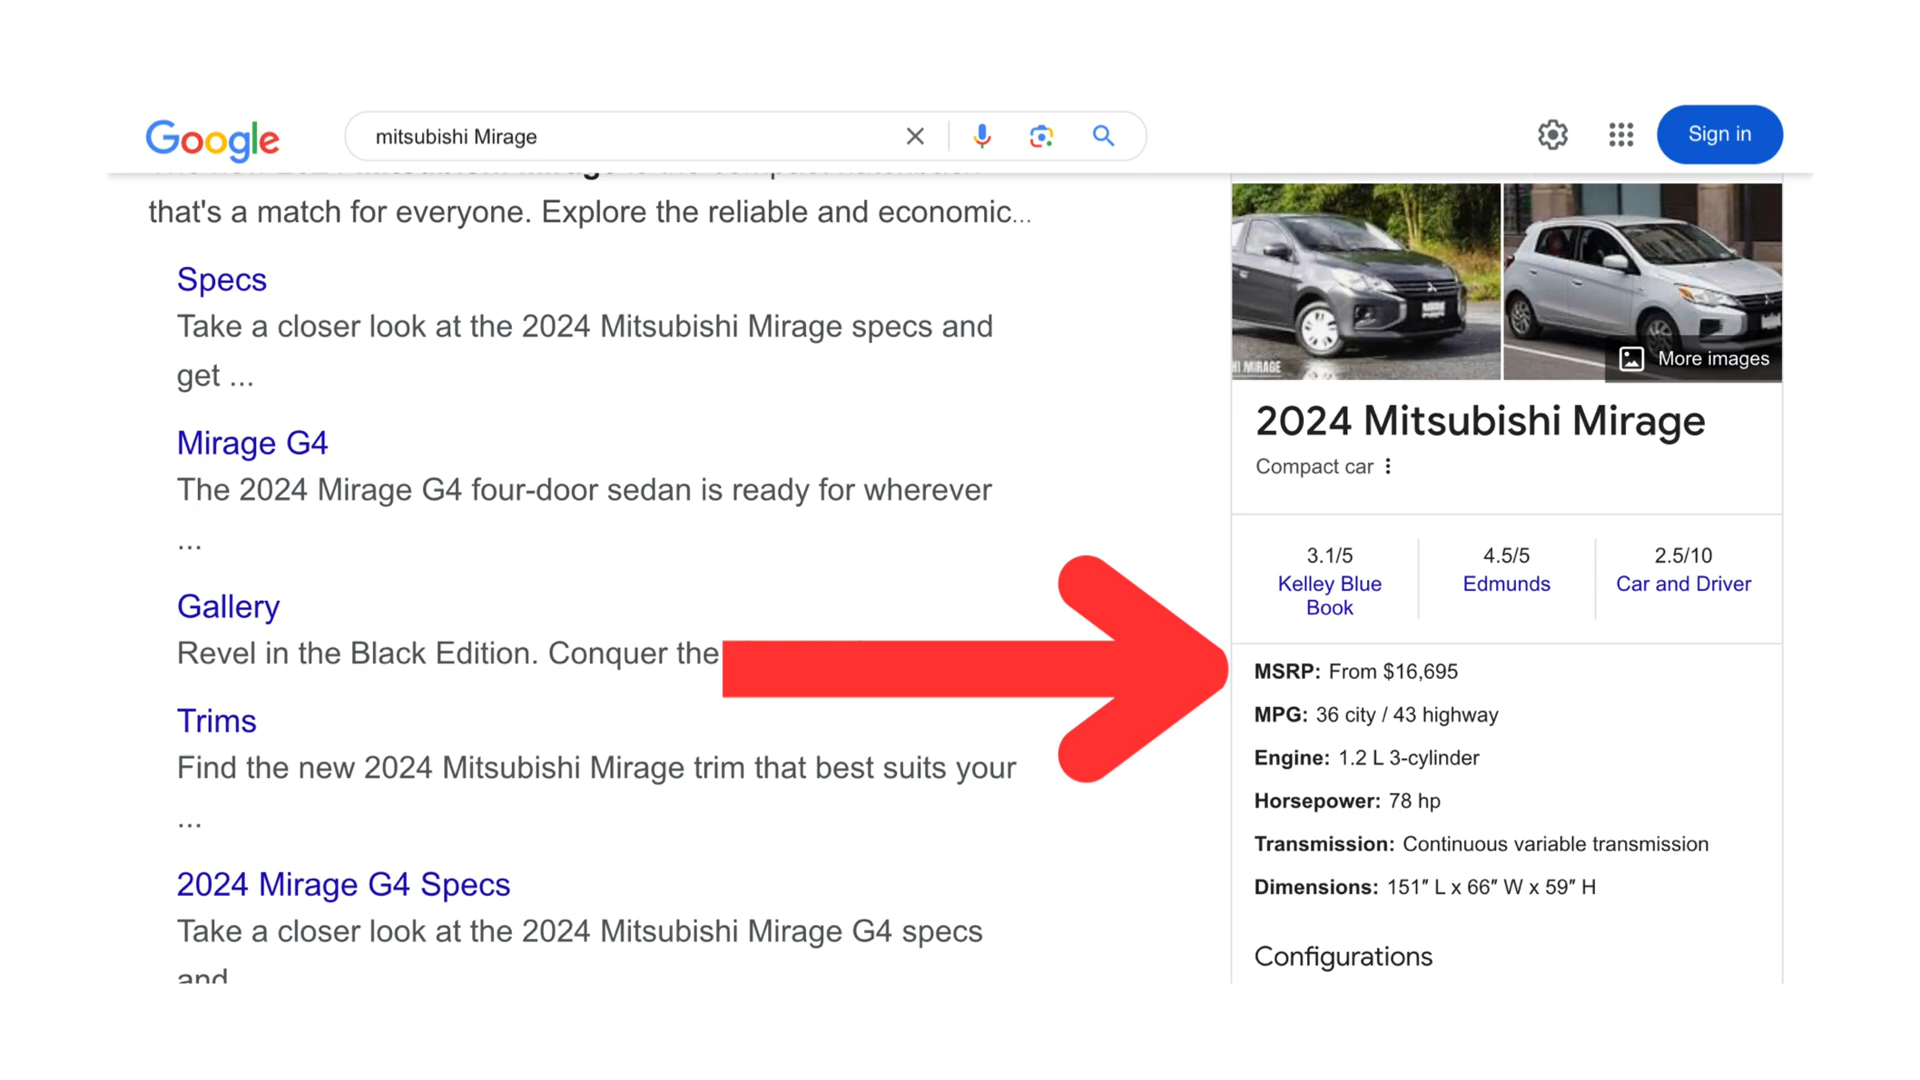 Google
mitsubishi Mirage
Sign in
that's a match for everyone. Explore the reliable and economic...
Specs
Take a closer look at the 2024 Mitsubishi Mirage specs and
get ...
Mirage G4
The 2024 Mirage G4 four-door sedan is ready for wherever
...
Gallery
Revel in the Black Edition. Conquer the
Trims
Find the new 2024 Mitsubishi Mirage trim that best suits your
...
2024 Mirage G4 Specs
Take a closer look at the 2024 Mitsubishi Mirage G4 specs
and
MIRAGE
More images
2024 Mitsubishi Mirage
Compact car
3.1/5
Kelley Blue
Book
4.5/5
Edmunds
2.5/10
Car and Driver
MSRP: From $16,695
MPG: 36 city / 43 highway
Engine: 1.2 L 3-cylinder
Horsepower: 78 hp
Transmission: Continuous variable transmission
Dimensions: 151″ L x 66″ W x 59″ H
Configurations